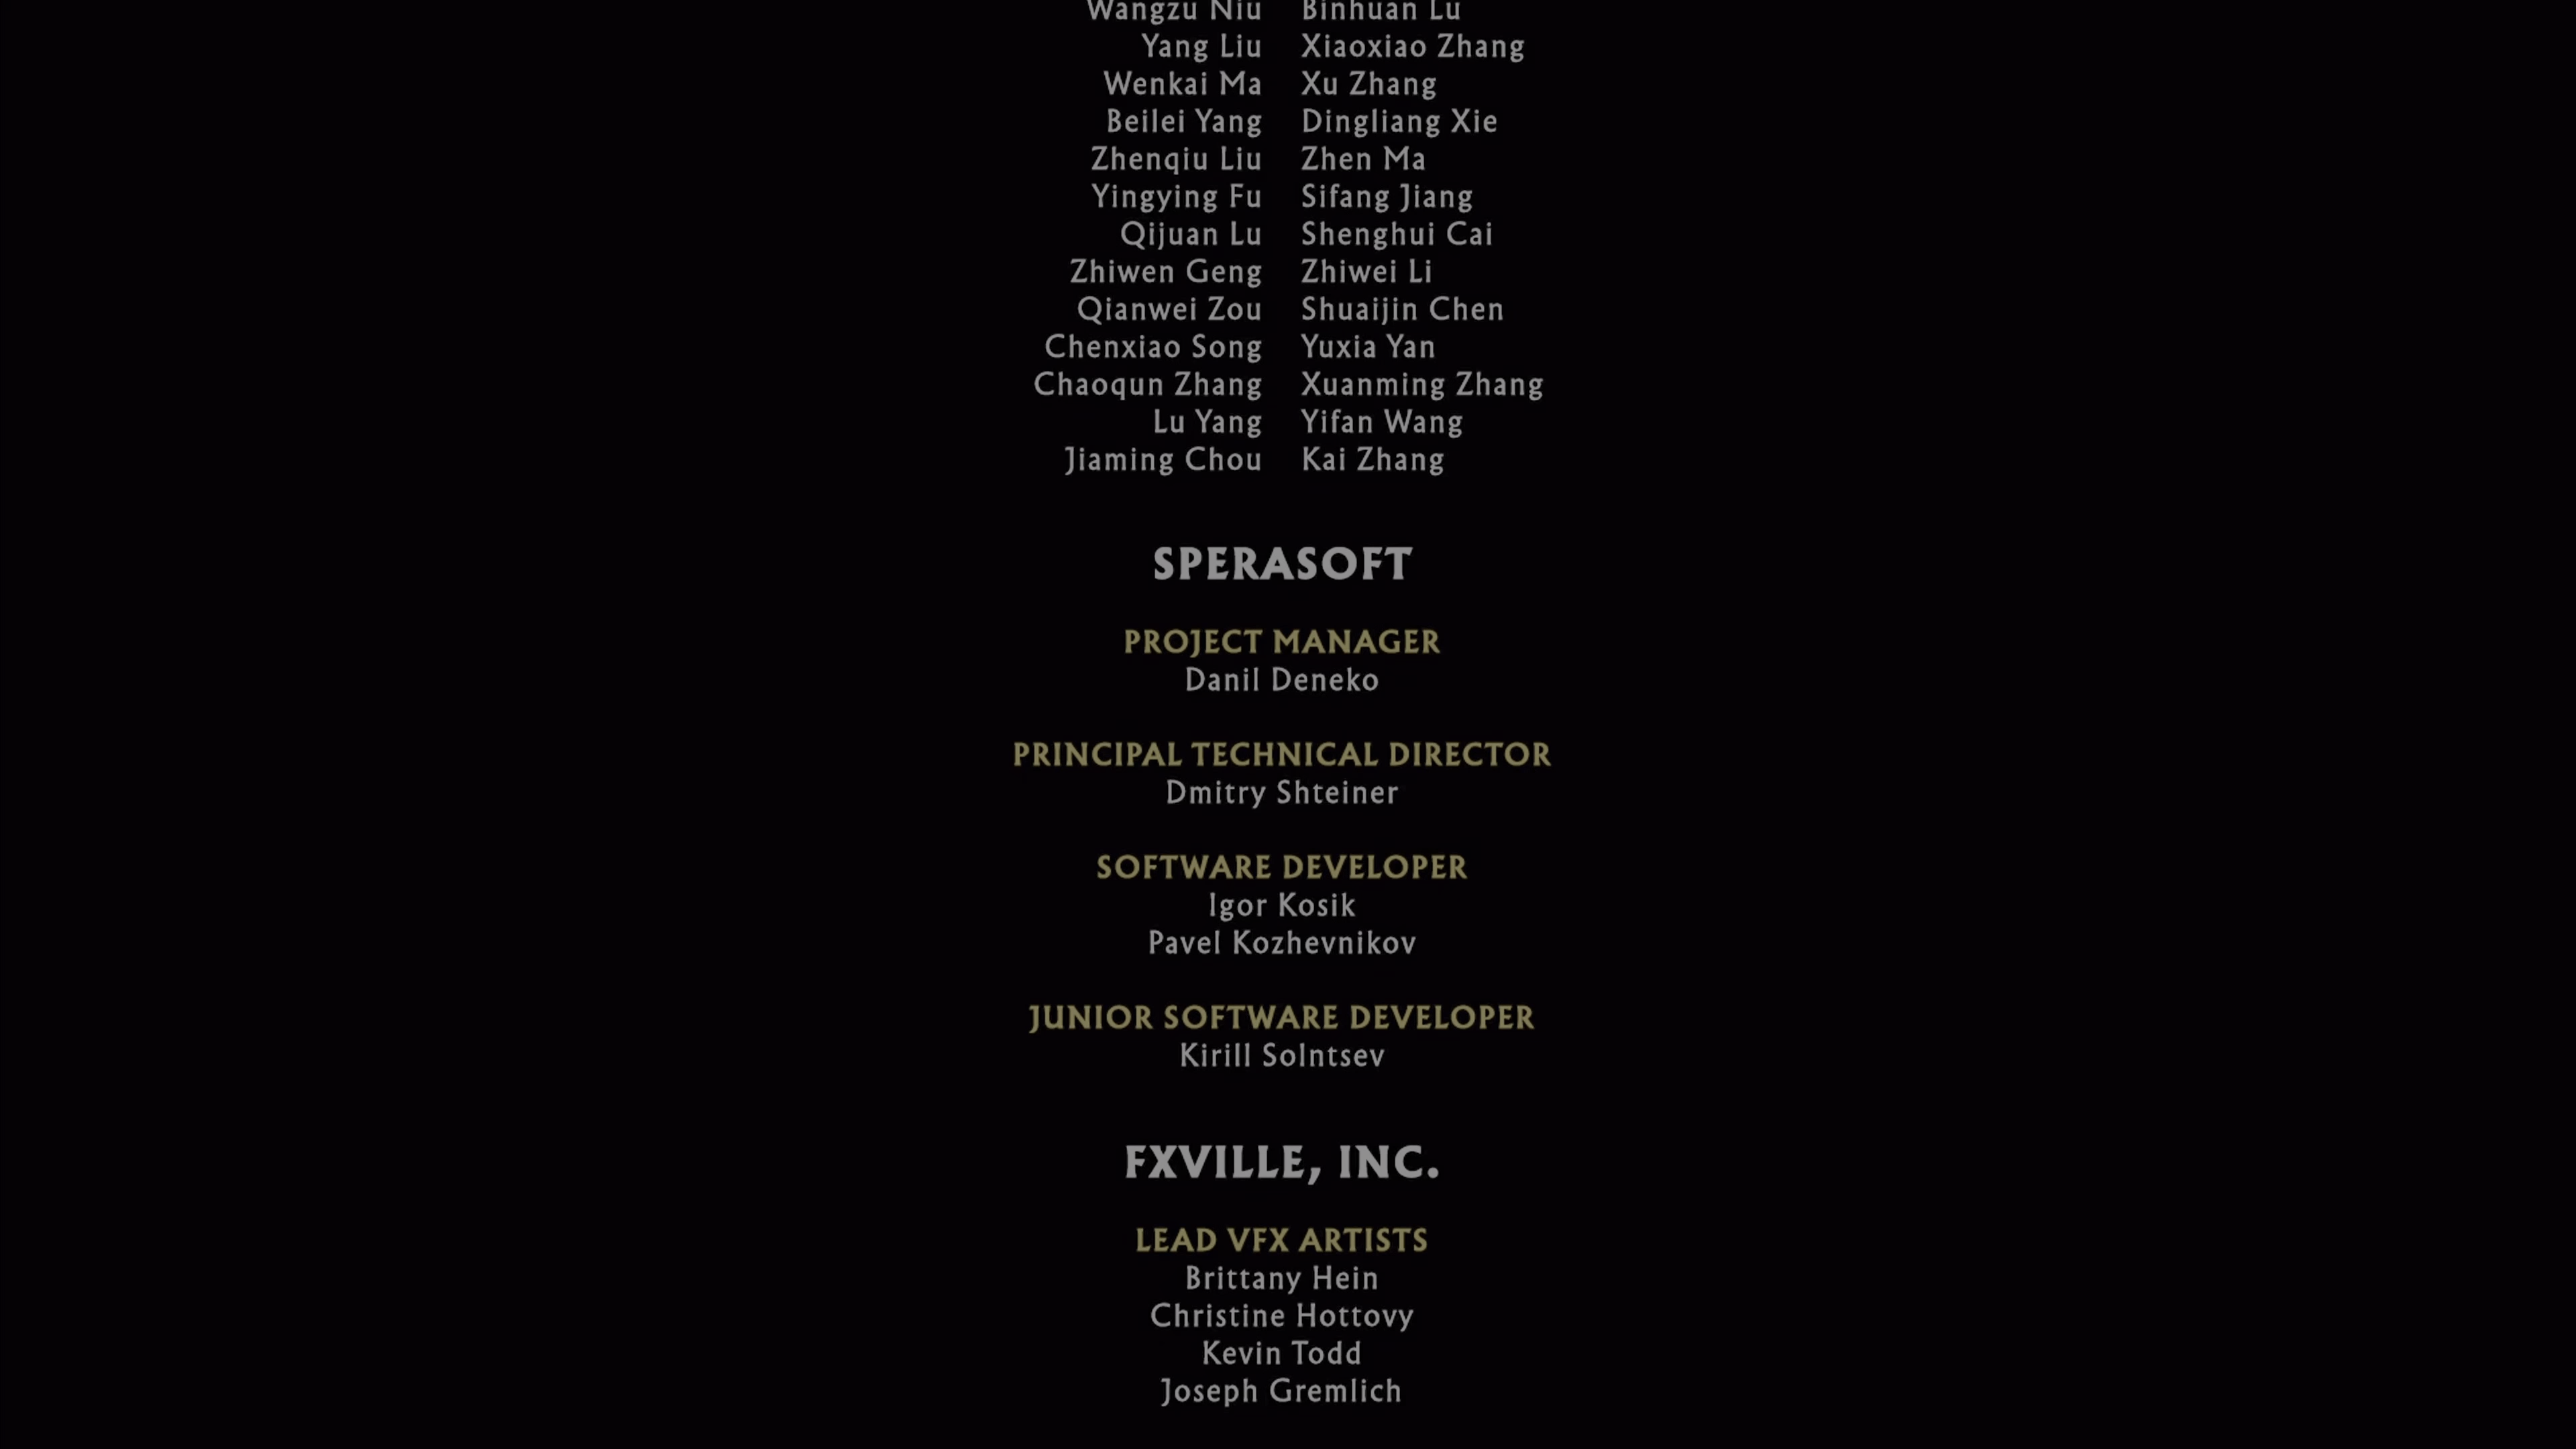 Wangzu Niu Binhuan Lu
Yang Liu Xiaoxiao Zhang
Wenkai Ma Xu Zhang
Beilei Yang Dingliang Xie
Zhenqiu Liu Zhen Ma
Yingying Fu Sifang Jiang
Qijuan Lu Shenghui Cai
Zhiwen Geng Zhiwei Li
Qianwei Zou Shuaijin Chen
Chenxiao Song Yuxia Yan
Chaoqun Zhang Xuanming Zhang
Lu Yang Yifan Wang
Jiaming Chou Kai Zhang
SPERASOFT
PROJECT MANAGER
Danil Deneko
PRINCIPAL TECHNICAL DIRECTOR
Dmitry Shteiner
SOFTWARE DEVELOPER
Igor Kosik
Pavel Kozhevnikov
JUNIOR SOFTWARE DEVELOPER
Kirill Solntsev
FXVILLE, INC.
LEAD VFX ARTISTS
Brittany Hein
Christine Hottovy
Kevin Todd
Joseph Gremlich